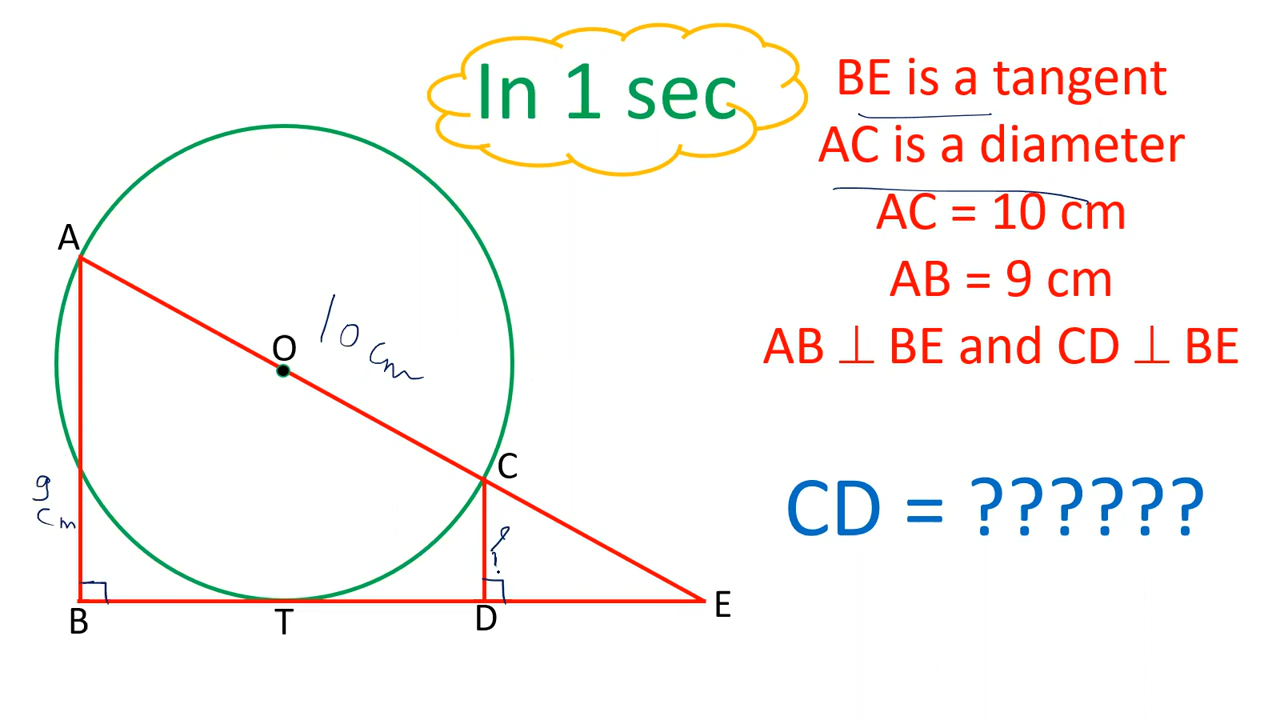 In 1 sec
BE is a tangent
AC is a diameter
AC = 10 cm
AB = 9 cm
AB ⊥ BE and CD ⊥ BE
CD = ??????
A
O
10 cm
C
9
cm
?
B
T
D
E